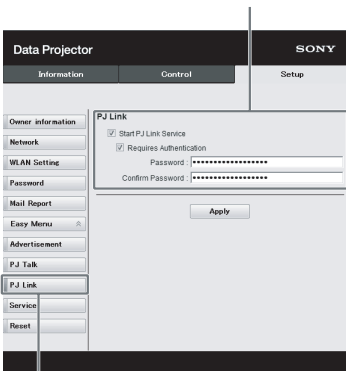 Data Projector
SONY
Information
Control
Setup
Owner information
Network
WLAN Setting
Password
Mail Report
Easy Menu
Advertisement
PJ Talk
PJ Link
Service
Reset
PJ Link
Start PJ Link Service
Requires Authentication
Password :
Confirm Password :
Apply